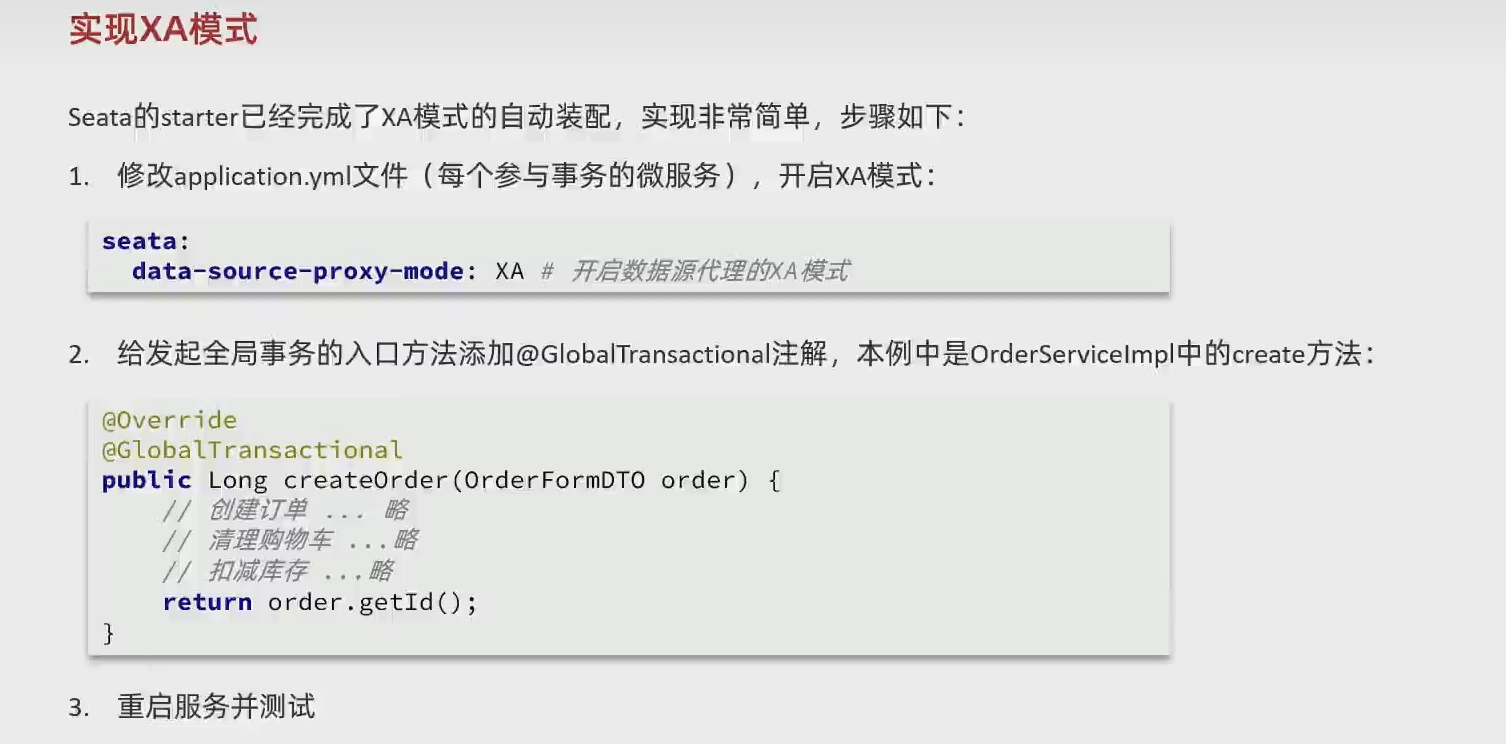 实现XA模式
Seata的starter已经完成了XA模式的自动装配，实现非常简单，步骤如下：
1. 修改application.yml文件（每个参与事务的微服务），开启XA模式：
seata:
  data-source-proxy-mode: XA # 开启数据源代理的XA模式
2. 给发起全局事务的入口方法添加@GlobalTransactional注解，本例中是OrderServiceImpl中的create方法：
@Override
@GlobalTransactional
public Long createOrder(OrderFormDTO order) {
    // 创建订单 ... 略
    // 清理购物车 ...略
    // 扣减库存 ...略
    return order.getId();
}
3. 重启服务并测试